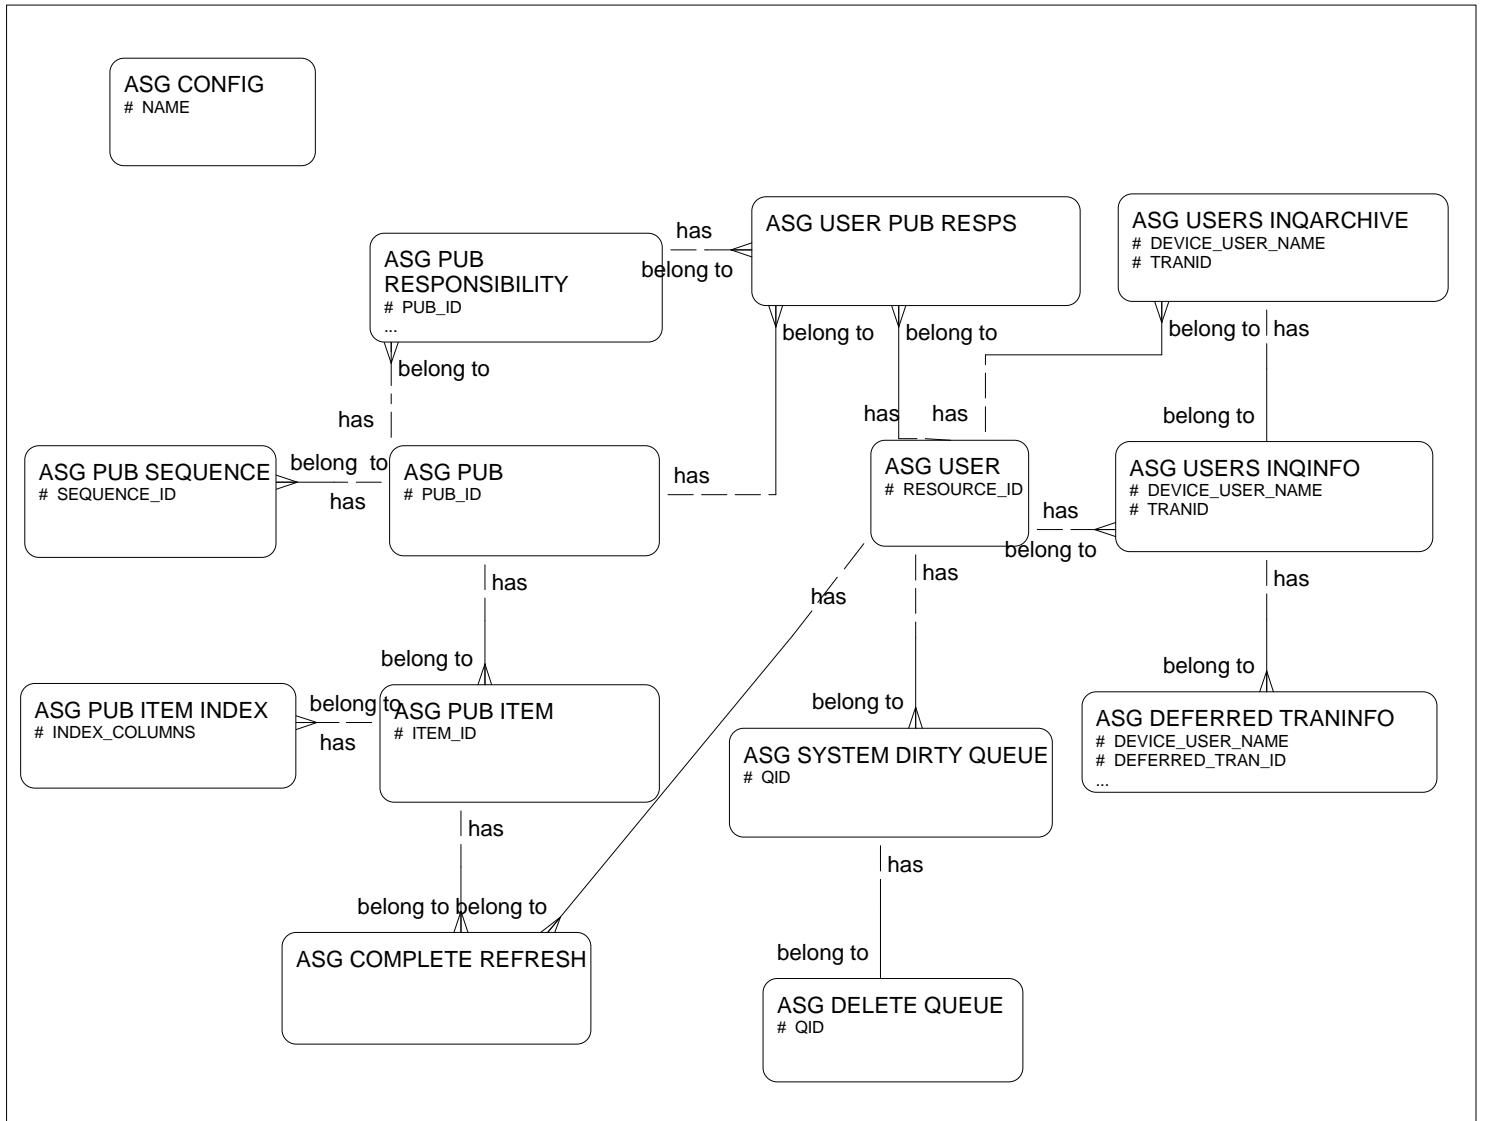 ASG CONFIG
# NAME
ASG PUB
RESPONSIBILITY
# PUB_ID
...
has
belong to
ASG USER PUB RESPS
ASG USERS INQARCHIVE
# DEVICE_USER_NAME
# TRANID
belong to
has
belong to
belong to
belong to
has
has
has
has
belong to
ASG PUB SEQUENCE
# SEQUENCE_ID
belong to
has
ASG PUB
# PUB_ID
ASG USER
# RESOURCE_ID
has
belong to
ASG USERS INQINFO
# DEVICE_USER_NAME
# TRANID
has
has
has
has
belong to
belong to
belong to
ASG PUB ITEM INDEX
# INDEX_COLUMNS
belong to
has
ASG PUB ITEM
# ITEM_ID
ASG SYSTEM DIRTY QUEUE
# QID
ASG DEFERRED TRANINFO
# DEVICE_USER_NAME
# DEFERRED_TRAN_ID
...
has
has
belong to
belong to
belong to
ASG COMPLETE REFRESH
ASG DELETE QUEUE
# QID